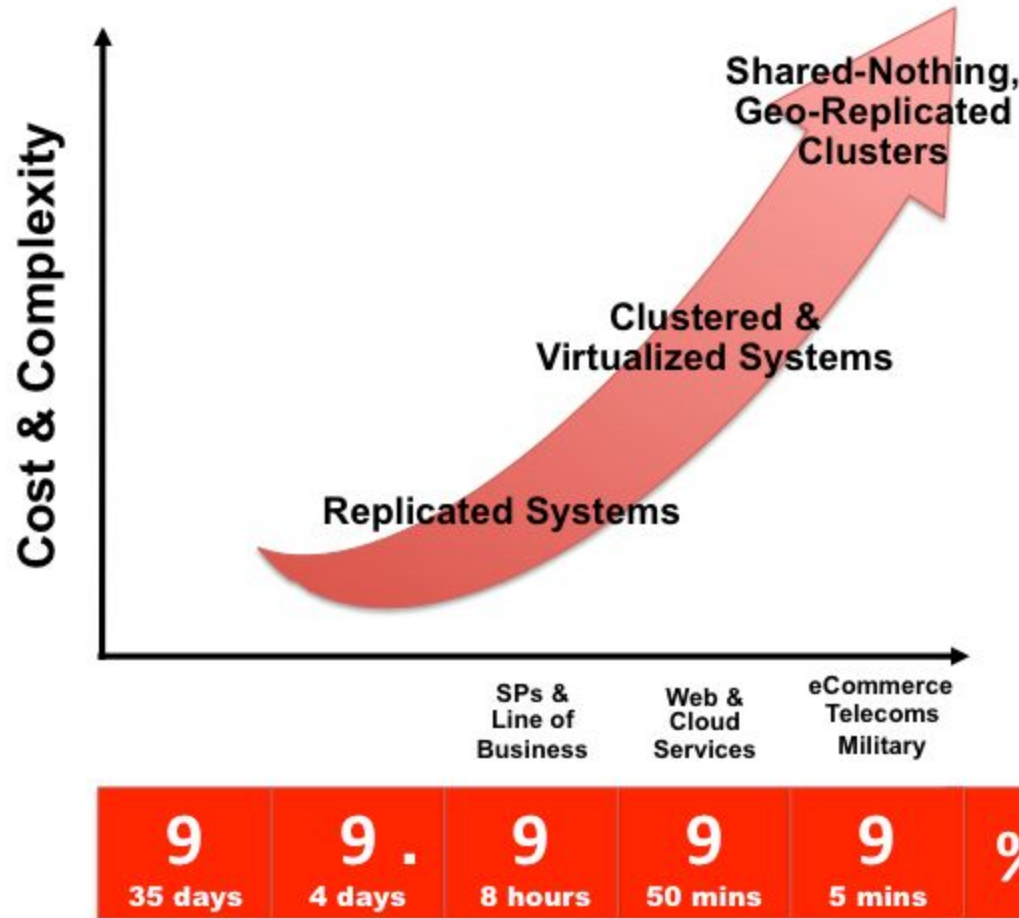 Cost & Complexity
Shared-Nothing,
Geo-Replicated
Clusters
Clustered &
Virtualized Systems
Replicated Systems
SPs &
Line of
Business
Web &
Cloud
Services
eCommerce
Telecoms
Military
9 9. 9 9 9 %
35 days 4 days 8 hours 50 mins 5 mins